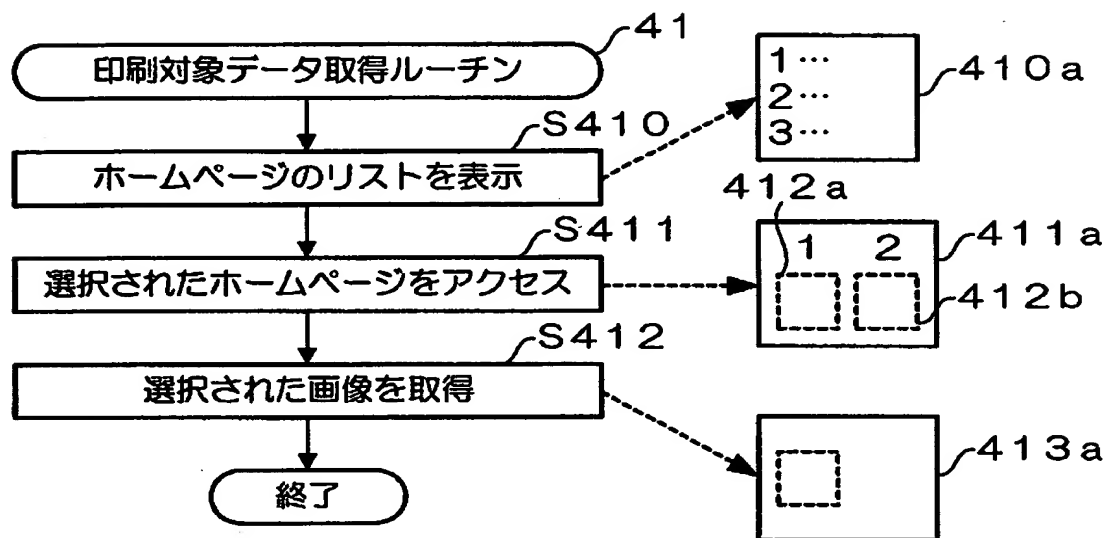 41
印刷対象データ取得ルーチン
1…
2…
3…
410a
S410
ホームページのリストを表示
412a
S411
選択されたホームページをアクセス
1 2
411a
412b
S412
選択された画像を取得
413a
終了